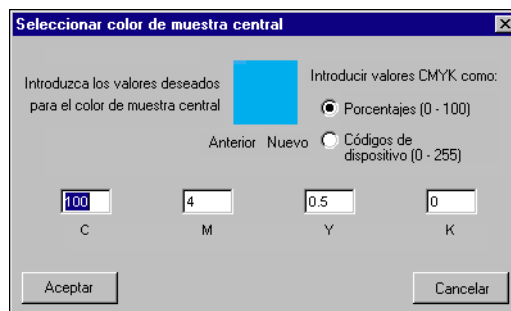 Seleccionar color de muestra central
Introduzca los valores deseados
para el color de muestra central
Anterior Nuevo
Introducir valores CMYK como:
Porcentajes (0 - 100)
Códigos de
dispositivo (0 - 255)
100 4 0.5 0
C M Y K
Aceptar Cancelar